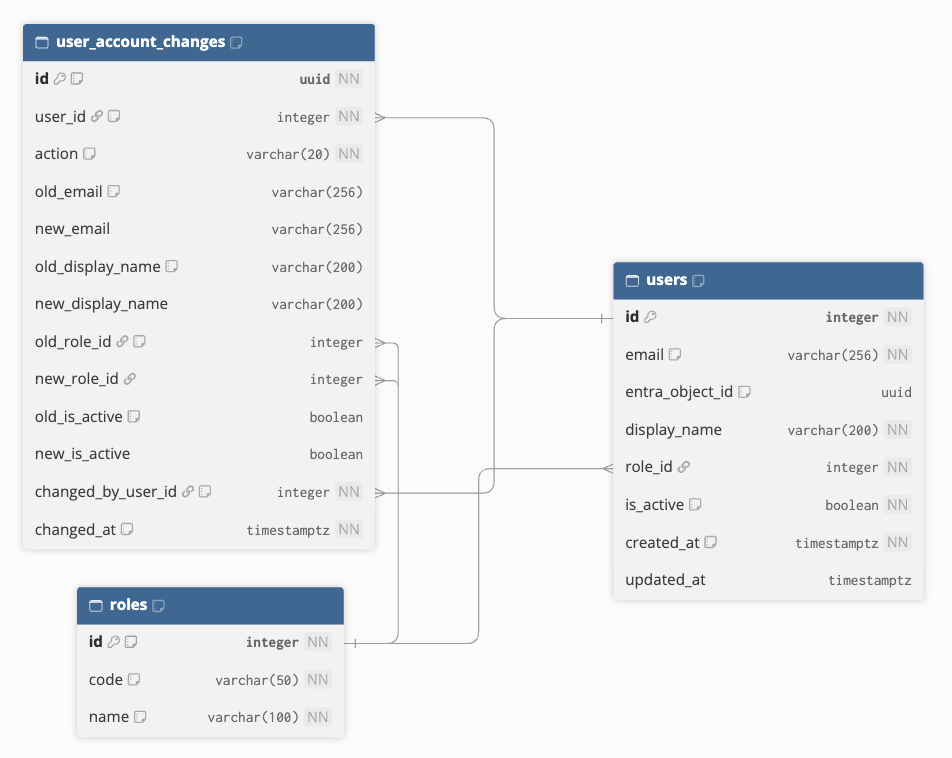 user_account_changes
id uuid NN
user_id integer NN
action varchar(20) NN
old_email varchar(256)
new_email varchar(256)
old_display_name varchar(200)
new_display_name varchar(200)
old_role_id integer
new_role_id integer
old_is_active boolean
new_is_active boolean
changed_by_user_id integer NN
changed_at timestamptz NN
users
id integer NN
email varchar(256) NN
entra_object_id uuid
display_name varchar(200) NN
role_id integer NN
is_active boolean NN
created_at timestamptz NN
updated_at timestamptz
roles
id integer NN
code varchar(50) NN
name varchar(100) NN